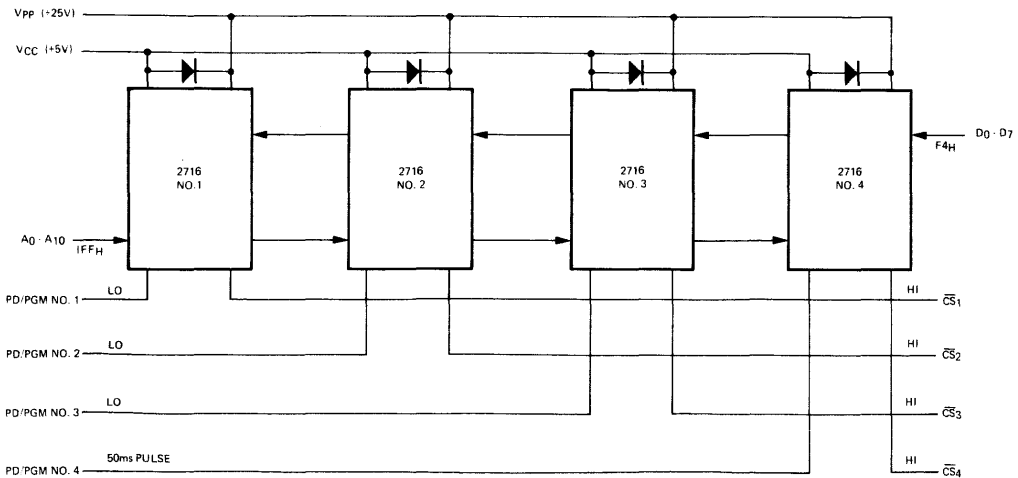 VPP (+25V)
VCC (+5V)
2716
NO.1
2716
NO. 2
2716
NO. 3
2716
NO. 4
D0 - D7
F4H
A0 - A10
IFFH
PD/PGM NO. 1
LO
HI
CS1
PD/PGM NO. 2
LO
HI
CS2
PD/PGM NO. 3
LO
HI
CS3
PD/PGM NO. 4
50ms PULSE
HI
CS4